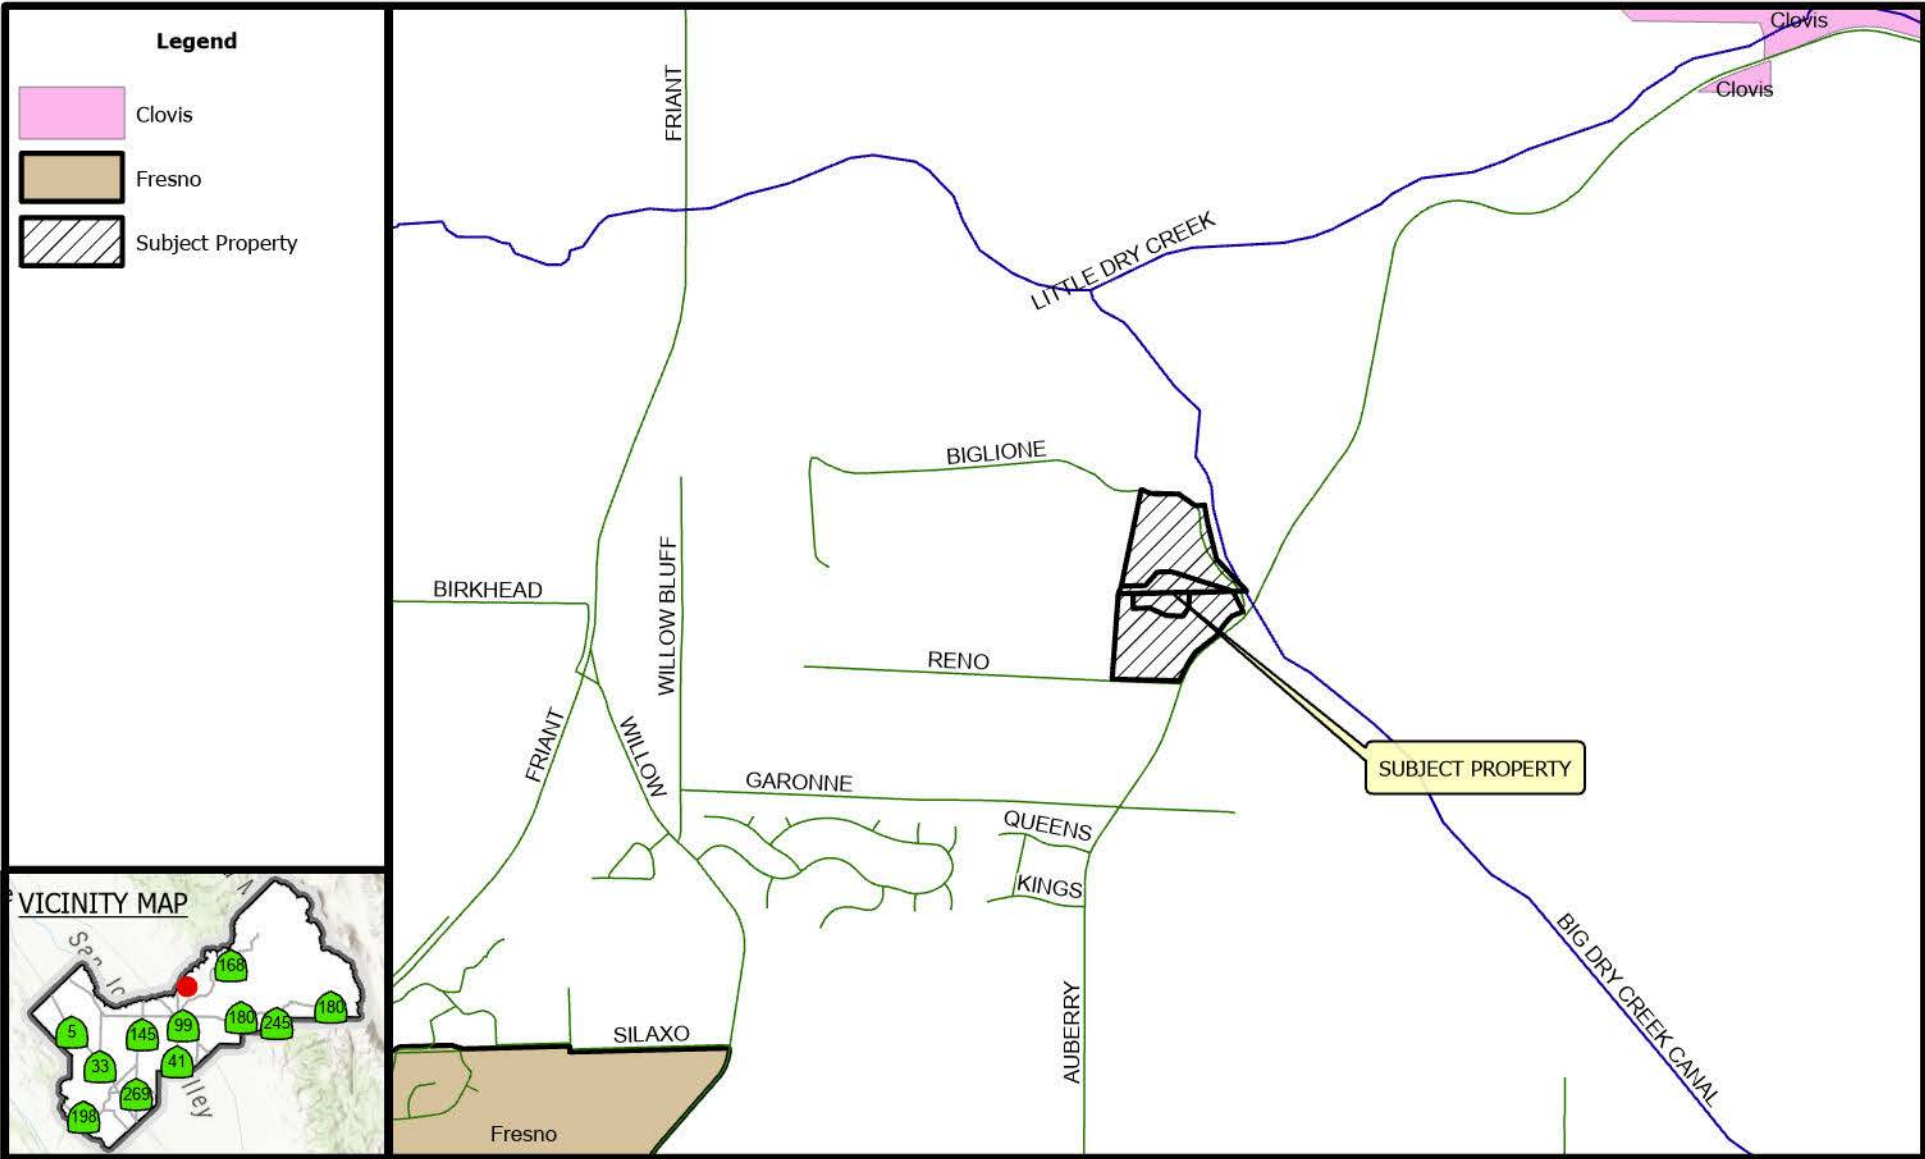 Legend
Clovis
Fresno
Subject Property
Clovis
Clovis
FRIANT
LITTLE DRY CREEK
BIGLIONE
BIRKHEAD
WILLOW BLUFF
RENO
FRIANT
WILLOW
SUBJECT PROPERTY
GARONNE
QUEENS
KINGS
AUBERRY
BIG DRY CREEK CANAL
SILAXO
Fresno
VICINITY MAP
San
lley
168
180
180
245
99
145
5
33
41
269
198